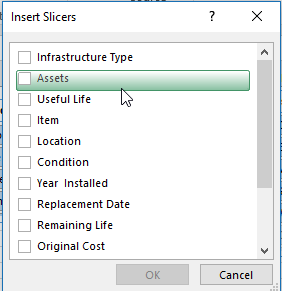 Insert Slicers ? ×
Infrastructure Type
Assets
Useful Life
Item
Location
Condition
Year  Installed
Replacement Date
Remaining Life
Original Cost
OK Cancel